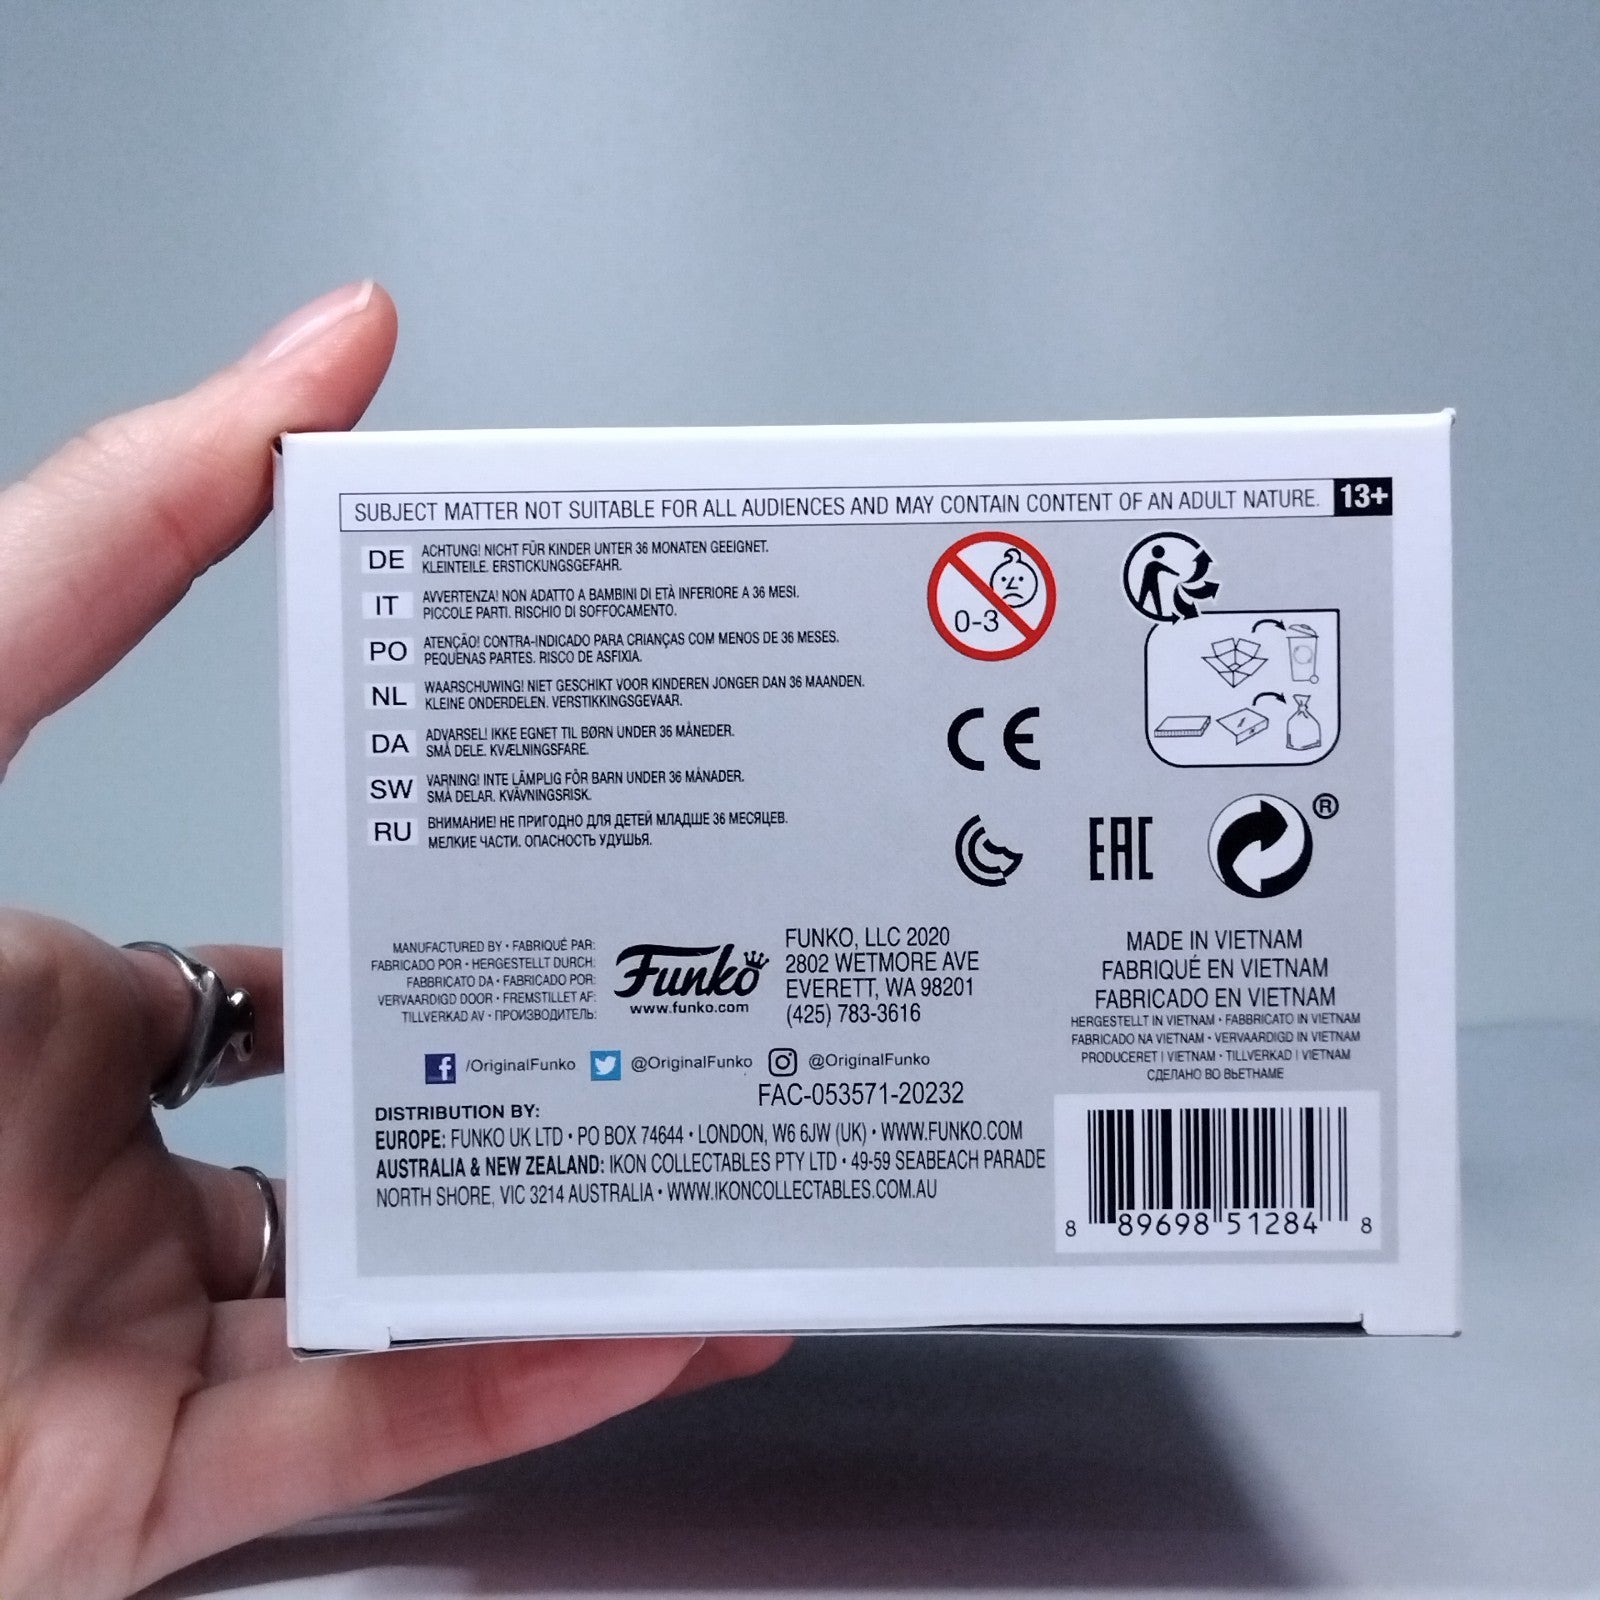 SUBJECT MATTER NOT SUITABLE FOR ALL AUDIENCES AND MAY CONTAIN CONTENT OF AN ADULT NATURE. 13+
DE ACHTUNG! NICHT FÜR KINDER UNTER 36 MONATEN GEEIGNET.
KLEINTEILE. ERSTICKUNGSGEFAHR.
IT AVVERTENZA! NON ADATTO A BAMBINI DI ETÀ INFERIORE A 36 MESI.
PICCOLE PARTI. RISCHIO DI SOFFOCAMENTO.
PO ATENÇÃO! CONTRA-INDICADO PARA CRIANÇAS COM MENOS DE 36 MESES.
PEQUENAS PARTES. RISCO DE ASFIXIA.
NL WAARSCHUWING! NIET GESCHIKT VOOR KINDEREN JONGER DAN 36 MAANDEN.
KLEINE ONDERDELEN. VERSTIKKINGSGEVAAR.
DA ADVARSEL! IKKE EGNET TIL BØRN UNDER 36 MÅNEDER.
SMÅ DELE. KVÆLNINGSFARE.
SW VARNING! INTE LÄMPLIG FÖR BARN UNDER 36 MÅNADER.
SMÅ DELAR. KVÄVNINGSRISK.
RU ВНИМАНИЕ! НЕ ПРИГОДНО ДЛЯ ДЕТЕЙ МЛАДШЕ 36 МЕСЯЦЕВ.
МЕЛКИЕ ЧАСТИ. ОПАСНОСТЬ УДУШЬЯ.
0-3
CE
EAC
®
MANUFACTURED BY • FABRIQUÉ PAR:
FABRICADO POR • HERGESTELLT DURCH:
FABBRICATO DA • FABRICADO POR:
VERVAARDIGD DOOR • FREMSTILLET AF:
TILLVERKAD AV • ПРОИЗВОДИТЕЛЬ:
Funko
www.funko.com
FUNKO, LLC 2020
2802 WETMORE AVE
EVERETT, WA 98201
(425) 783-3616
MADE IN VIETNAM
FABRIQUÉ EN VIETNAM
FABRICADO EN VIETNAM
HERGESTELLT IN VIETNAM • FABBRICATO IN VIETNAM
FABRICADO NA VIETNAM • VERVAARDIGD IN VIETNAM
PRODUCERET I VIETNAM • TILLVERKAD I VIETNAM
СДЕЛАНО ВО ВЬЕТНАМЕ
f /OriginalFunko @OriginalFunko @OriginalFunko
FAC-053571-20232
DISTRIBUTION BY:
EUROPE: FUNKO UK LTD • PO BOX 74644 • LONDON, W6 6JW (UK) • WWW.FUNKO.COM
AUSTRALIA & NEW ZEALAND: IKON COLLECTABLES PTY LTD • 49-59 SEABEACH PARADE
NORTH SHORE, VIC 3214 AUSTRALIA • WWW.IKONCOLLECTABLES.COM.AU
8 89698 51284 8